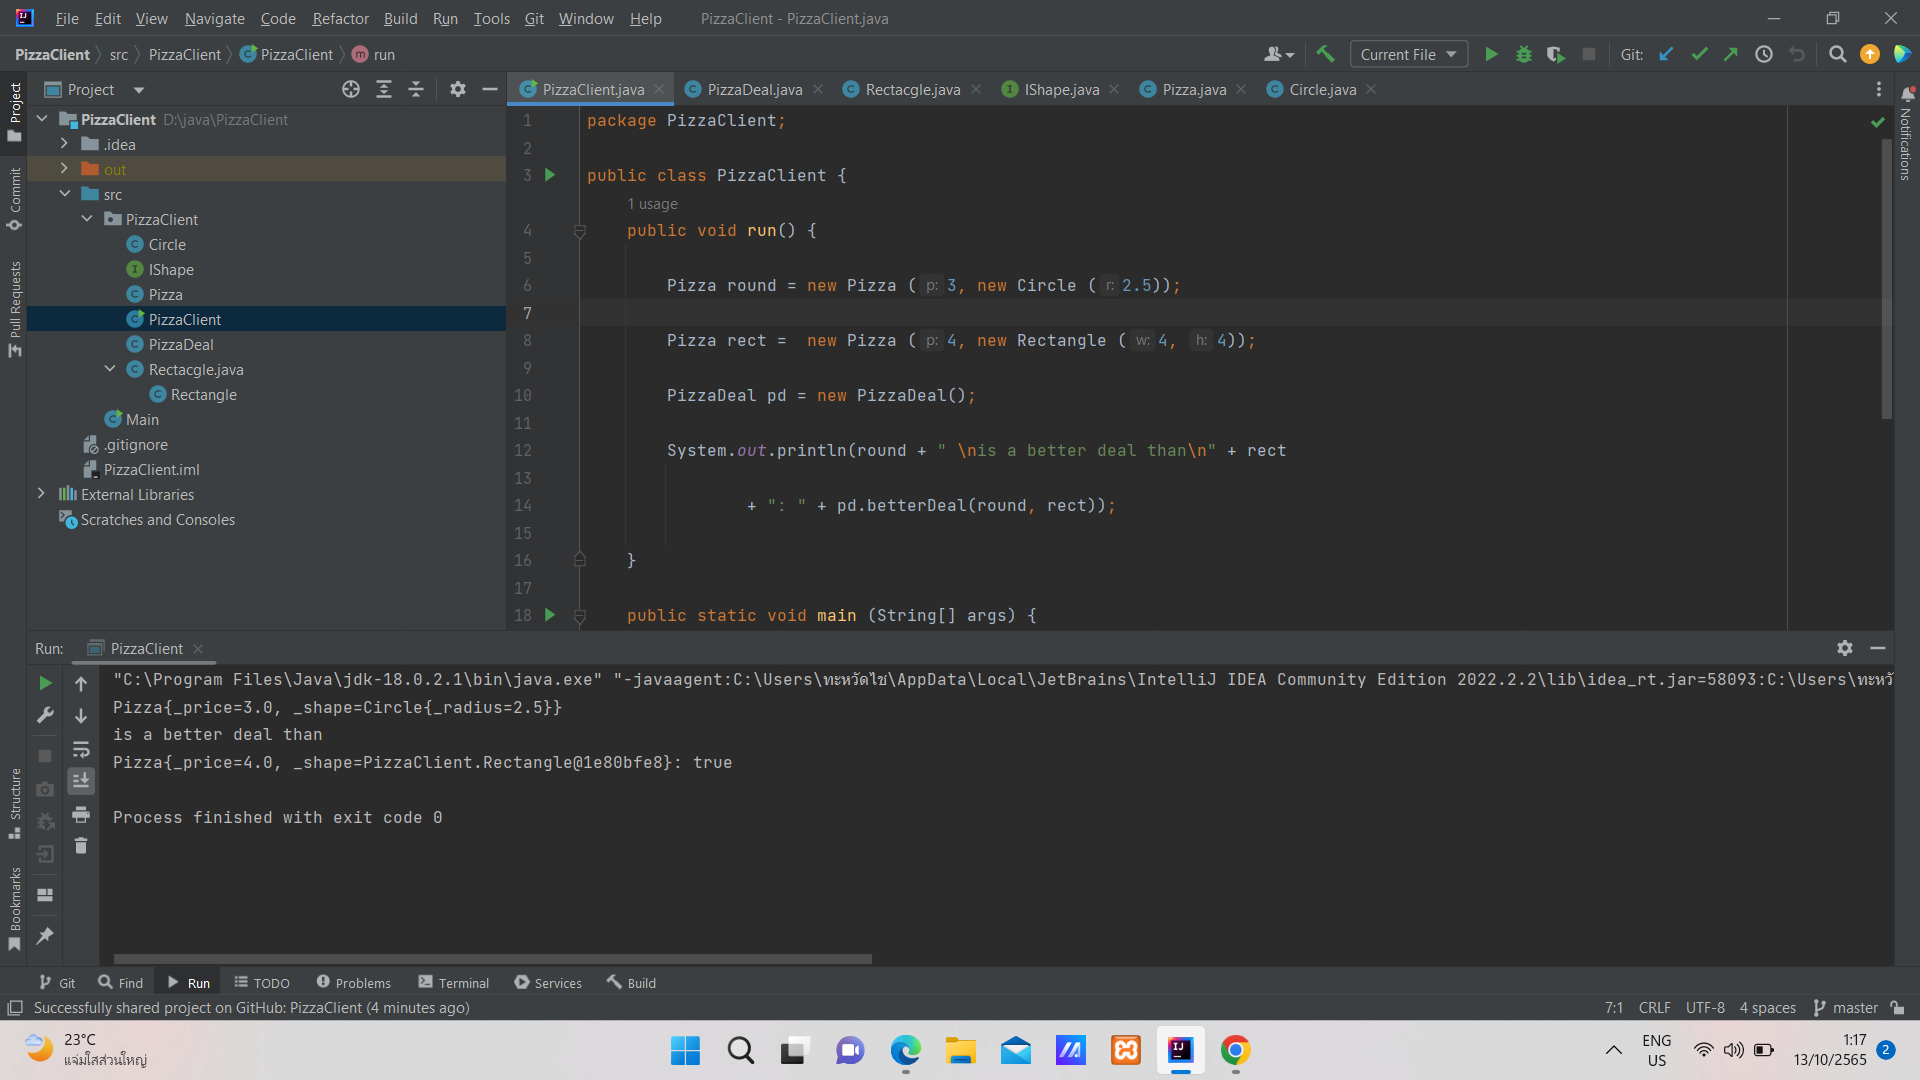 File Edit View Navigate Code Refactor Build Run Tools Git Window Help PizzaClient - PizzaClient.java
PizzaClient src PizzaClient PizzaClient run Current File Git:
Project PizzaClient.java PizzaDeal.java Rectacgle.java IShape.java Pizza.java Circle.java
Project
Commit
Pull Requests
Structure
Bookmarks
Notifications
PizzaClient D:\java\PizzaClient
.idea
out
src
PizzaClient
Circle
IShape
Pizza
PizzaClient
PizzaDeal
Rectacgle.java
Rectangle
Main
.gitignore
PizzaClient.iml
External Libraries
Scratches and Consoles
1 package PizzaClient;
2
3 public class PizzaClient {
1 usage
4 public void run() {
5
6 Pizza round = new Pizza ( p: 3, new Circle ( r: 2.5));
7
8 Pizza rect =  new Pizza ( p: 4, new Rectangle ( w: 4, h: 4));
9
10 PizzaDeal pd = new PizzaDeal();
11
12 System.out.println(round + " \nis a better deal than\n" + rect
13
14 + ": " + pd.betterDeal(round, rect));
15
16 }
17
18 public static void main (String[] args) {
Run: PizzaClient
"C:\Program Files\Java\jdk-18.0.2.1\bin\java.exe" "-javaagent:C:\Users\ทะหวัดไช\AppData\Local\JetBrains\IntelliJ IDEA Community Edition 2022.2.2\lib\idea_rt.jar=58093:C:\Users\ทะหวั
Pizza{_price=3.0, _shape=Circle{_radius=2.5}}
is a better deal than
Pizza{_price=4.0, _shape=PizzaClient.Rectangle@1e80bfe8}: true
Process finished with exit code 0
Git Find Run TODO Problems Terminal Services Build
Successfully shared project on GitHub: PizzaClient (4 minutes ago) 7:1 CRLF UTF-8 4 spaces master
23°C
แจ่มใสส่วนใหญ่
ENG
US
1:17
13/10/2565
2